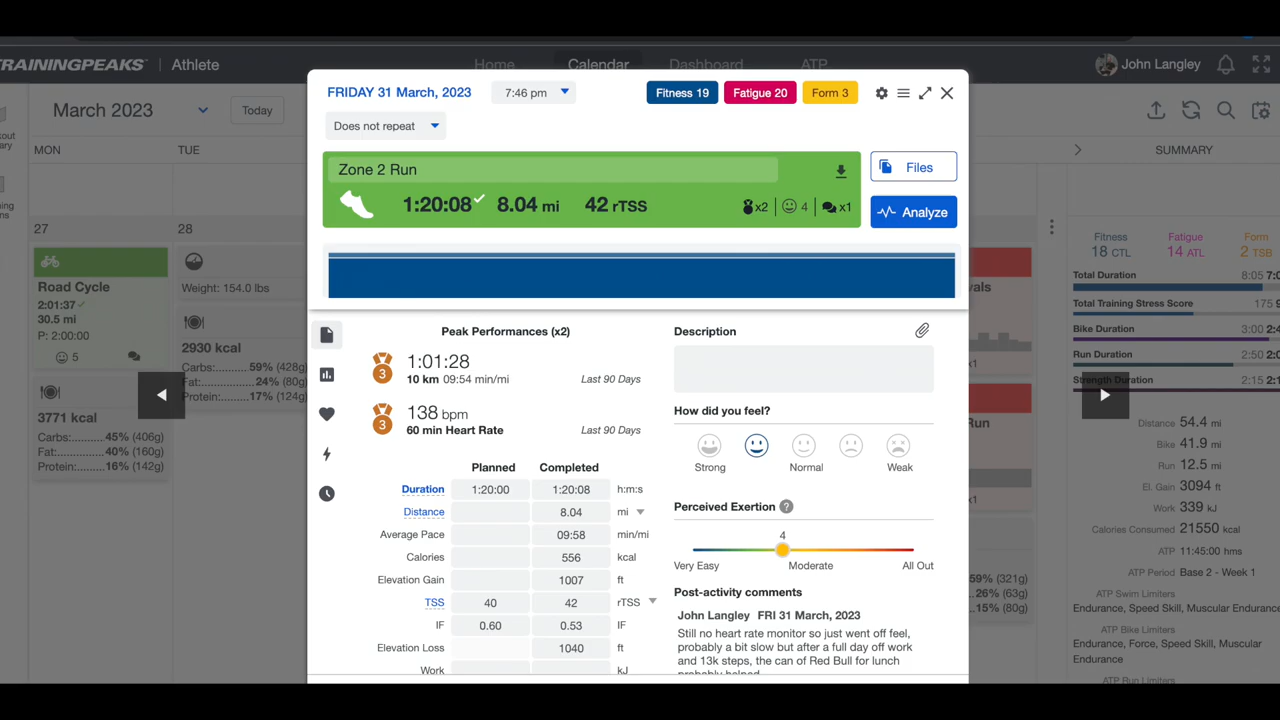 TRAININGPEAKS | Athlete
Home
Calendar
Dashboard
ATP
John Langley
March 2023
Today
MON
TUE
SUMMARY
27
28
Road Cycle
2:01:37
30.5 mi
P: 2:00:00
5
3771 kcal
Carbs:.......... 45% (406g)
Fat:.............. 40% (160g)
Protein:......... 16% (142g)
Weight: 154.0 lbs
2930 kcal
Carbs:.......... 59% (428g
Fat:.............. 24% (80g)
Protein:......... 17% (124g
FRIDAY 31 March, 2023
7:46 pm
Fitness 19
Fatigue 20
Form 3
Does not repeat
Zone 2 Run
1:20:08
8.04 mi
42 rTSS
x2
4
x1
Files
Analyze
Peak Performances (x2)
3
1:01:28
10 km 09:54 min/mi
Last 90 Days
3
138 bpm
60 min Heart Rate
Last 90 Days
Planned
Completed
Duration 1:20:00 1:20:08 h:m:s
Distance 8.04 mi
Average Pace 09:58 min/mi
Calories 556 kcal
Elevation Gain 1007 ft
TSS 40 42 rTSS
IF 0.60 0.53 IF
Elevation Loss 1040 ft
Work kJ
Description
How did you feel?
Strong
Normal
Weak
Perceived Exertion ?
4
Very Easy
Moderate
All Out
Post-activity comments
John Langley FRI 31 March, 2023
Still no heart rate monitor so just went off feel,
probably a bit slow but after a full day off work
and 13k steps, the can of Red Bull for lunch
probably helped
Run
59% (321g)
26% (63g)
15% (80g)
Fitness
18 CTL
Fatigue
14 ATL
Form
2 TSB
Total Duration 8:05
Total Training Stress Score 175
Bike Duration 3:00
Run Duration 2:50
Strength Duration 2:15
Distance 54.4 mi
Bike 41.9 mi
Run 12.5 mi
El. Gain 3094 ft
Work 339 kJ
Calories Consumed 21550 kcal
ATP 11:45:00 hms
ATP Period Base 2 - Week 1
ATP Swim Limiters
Endurance, Speed Skill, Muscular Endurance
ATP Bike Limiters
Endurance, Force, Speed Skill, Muscular
Endurance
ATP Run Limiters